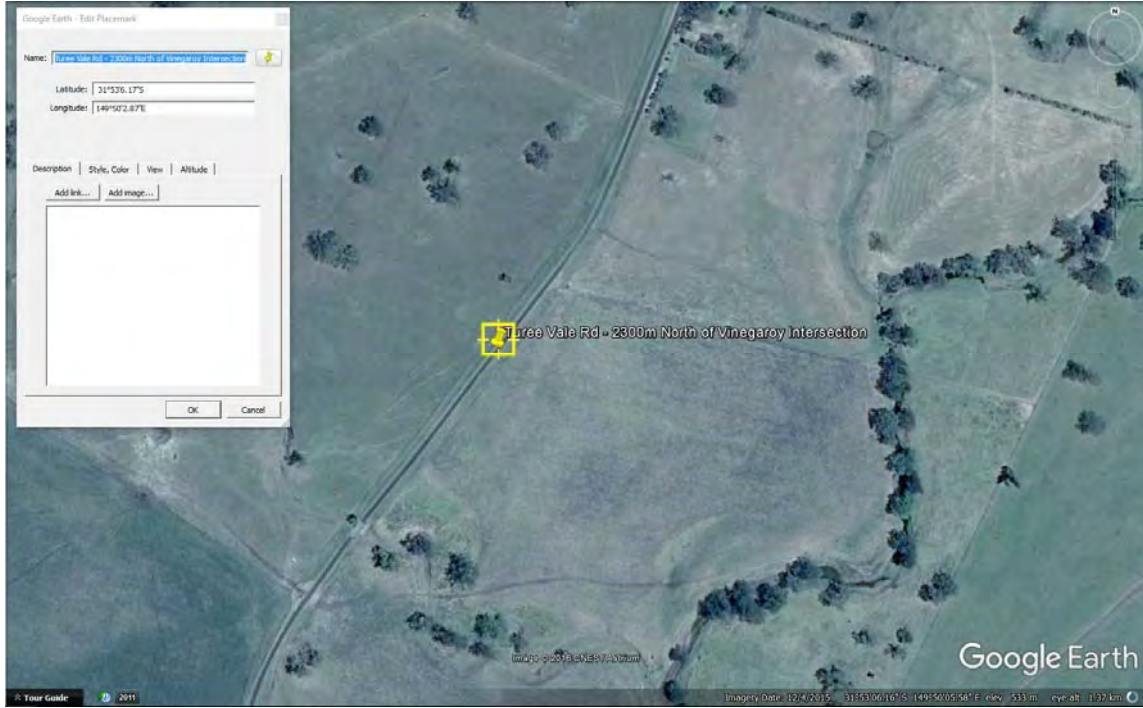 Google Earth - Edit Placemark
N
Name: Turee Vale Rd - 2300m North of Vinegaroy Intersection
Latitude: 31°53'6.17"S
Longitude: 149°50'2.87"E
Description Style, Color View Altitude
Add link... Add image...
Turee Vale Rd - 2300m North of Vinegaroy Intersection
OK Cancel
Image © 2016 CNES / Astrium
Google Earth
Tour Guide 2011 Imagery Date: 12/4/2015 31°53'06.16" S 149°50'05.58" E elev 533 m eye alt 1.37 km